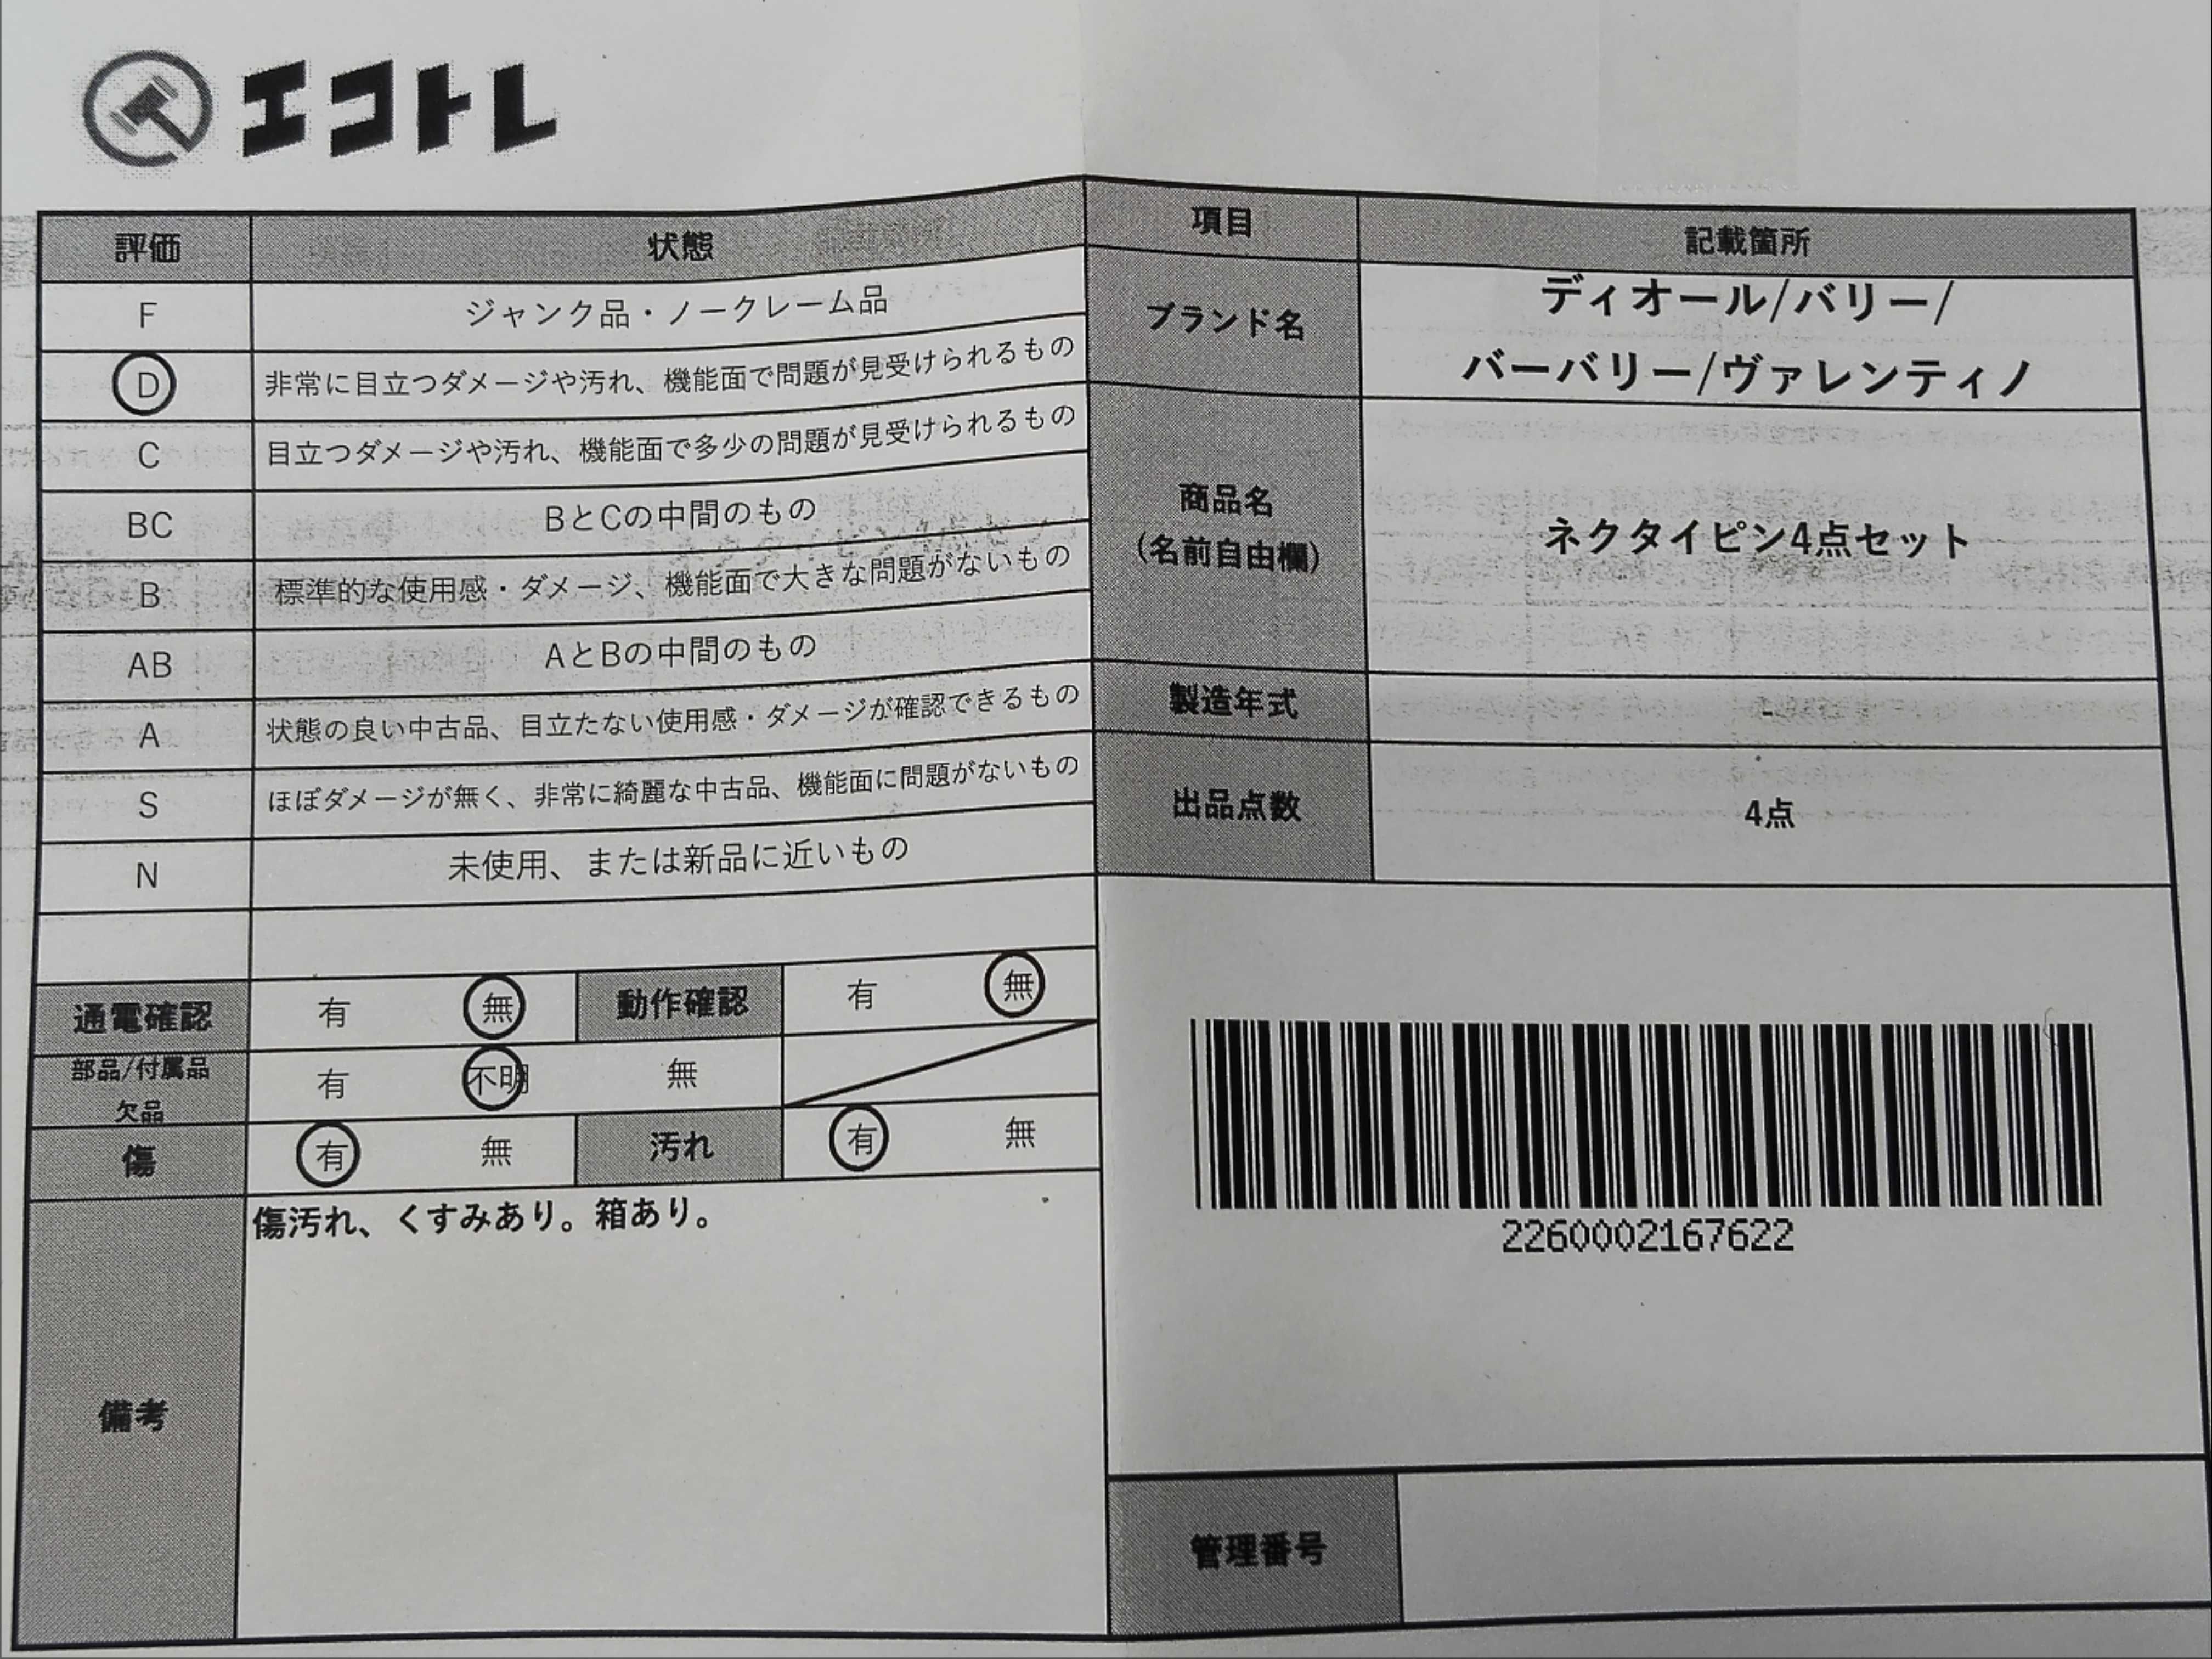 エコトレ
評価 状態
F ジャンク品・ノークレーム品
D 非常に目立つダメージや汚れ、機能面で問題が見受けられるもの
C 目立つダメージや汚れ、機能面で多少の問題が見受けられるもの
BC BとCの中間のもの
B 標準的な使用感・ダメージ、機能面で大きな問題がないもの
AB AとBの中間のもの
A 状態の良い中古品、目立たない使用感・ダメージが確認できるもの
S ほぼダメージが無く、非常に綺麗な中古品、機能面に問題がないもの
N 未使用、または新品に近いもの
通電確認 有 無 動作確認 有 無
部品/付属品
欠品
有 不明 無
傷 有 無 汚れ 有 無
備考
傷汚れ、くすみあり。箱あり。
項目 記載箇所
ブランド名
ディオール/バリー/
バーバリー/ヴァレンティノ
商品名
(名前自由欄)
ネクタイピン4点セット
製造年式 -
出品点数 4点
2260002167622
管理番号